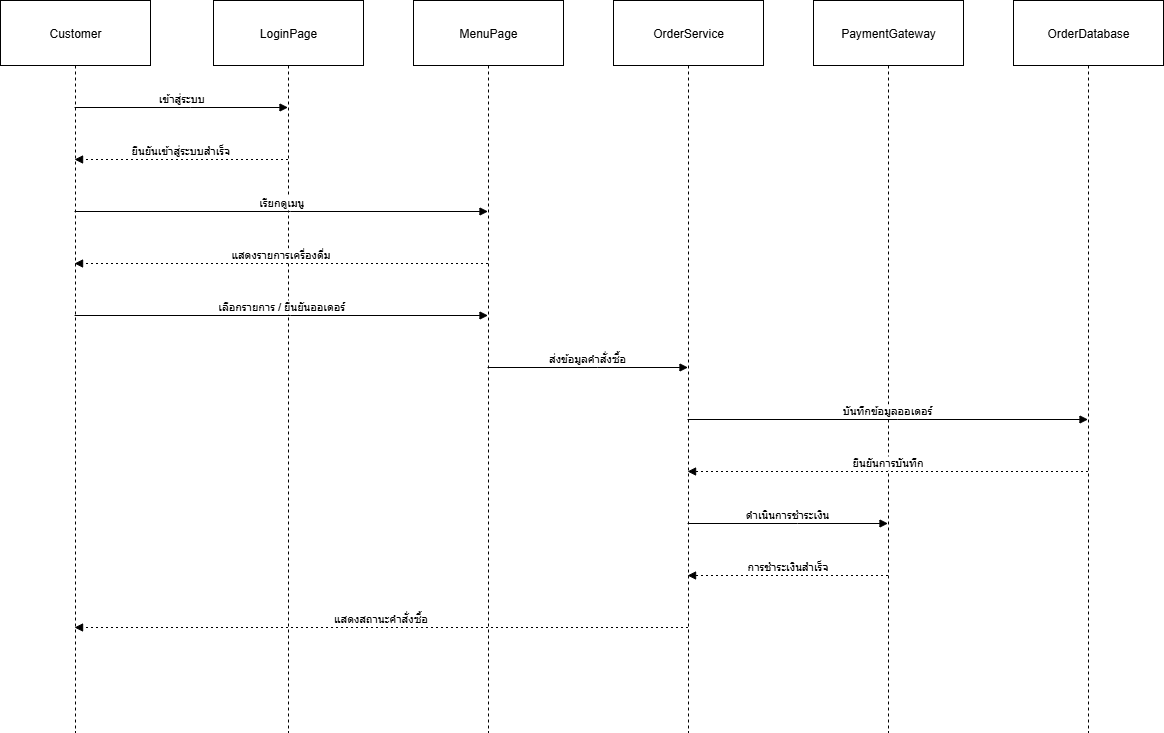 Customer
LoginPage
MenuPage
OrderService
PaymentGateway
OrderDatabase
เข้าสู่ระบบ
ยืนยันเข้าสู่ระบบสำเร็จ
เรียกดูเมนู
แสดงรายการเครื่องดื่ม
เลือกรายการ / ยืนยันออเดอร์
ส่งข้อมูลคำสั่งซื้อ
บันทึกข้อมูลออเดอร์
ยืนยันการบันทึก
ดำเนินการชำระเงิน
การชำระเงินสำเร็จ
แสดงสถานะคำสั่งซื้อ